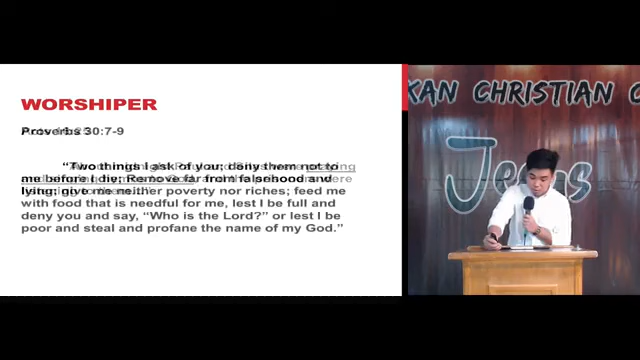 WORSHIPER
Proverbs 30:7-9
“Two things I ask of you; deny them not to
me before I die: Remove far from falsehood and
lying; give me neither poverty nor riches; feed me
with food that is needful for me, lest I be full and
deny you and say, “Who is the Lord?” or lest I be
poor and steal and profane the name of my God.”
KAN CHRISTIAN C
Jesus